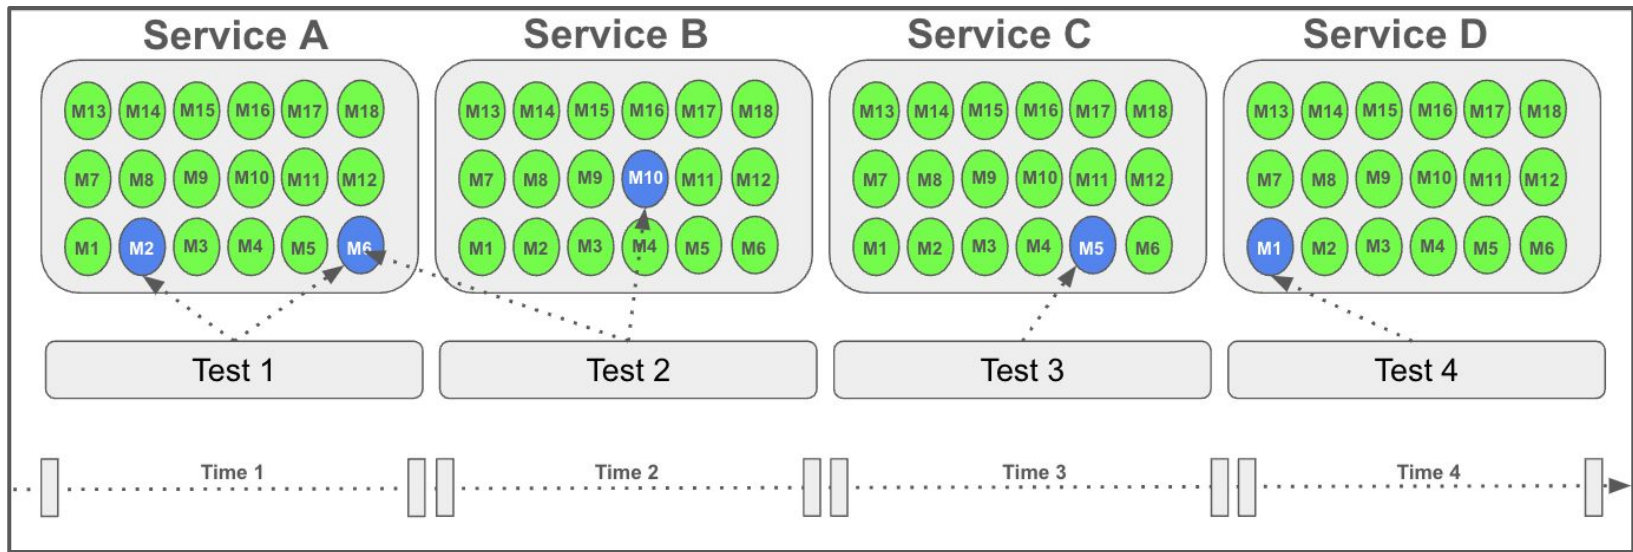 Service A Service B Service C Service D
M13 M14 M15 M16 M17 M18 M13 M14 M15 M16 M17 M18 M13 M14 M15 M16 M17 M18 M13 M14 M15 M16 M17 M18
M7 M8 M9 M10 M11 M12 M7 M8 M9 M10 M11 M12 M7 M8 M9 M10 M11 M12 M7 M8 M9 M10 M11 M12
M1 M2 M3 M4 M5 M6 M1 M2 M3 M4 M5 M6 M1 M2 M3 M4 M5 M6 M1 M2 M3 M4 M5 M6
Test 1 Test 2 Test 3 Test 4
Time 1 Time 2 Time 3 Time 4